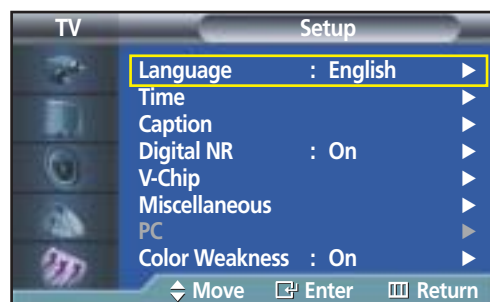 TV Setup
Language : English
Time
Caption
Digital NR : On
V-Chip
Miscellaneous
PC
Color Weakness : On
Move Enter Return